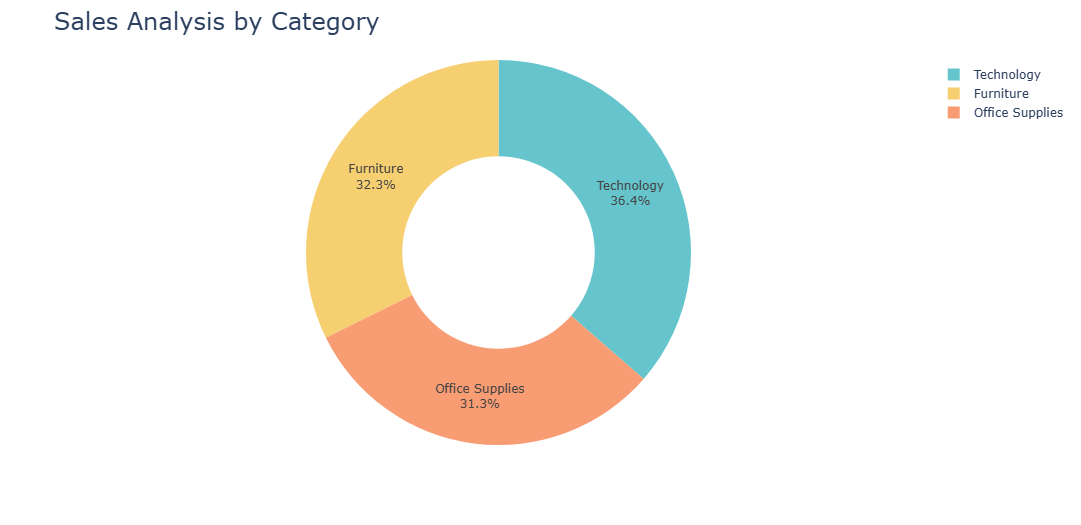 Sales Analysis by Category
Technology
Furniture
Office Supplies
Furniture
32.3%
Technology
36.4%
Office Supplies
31.3%